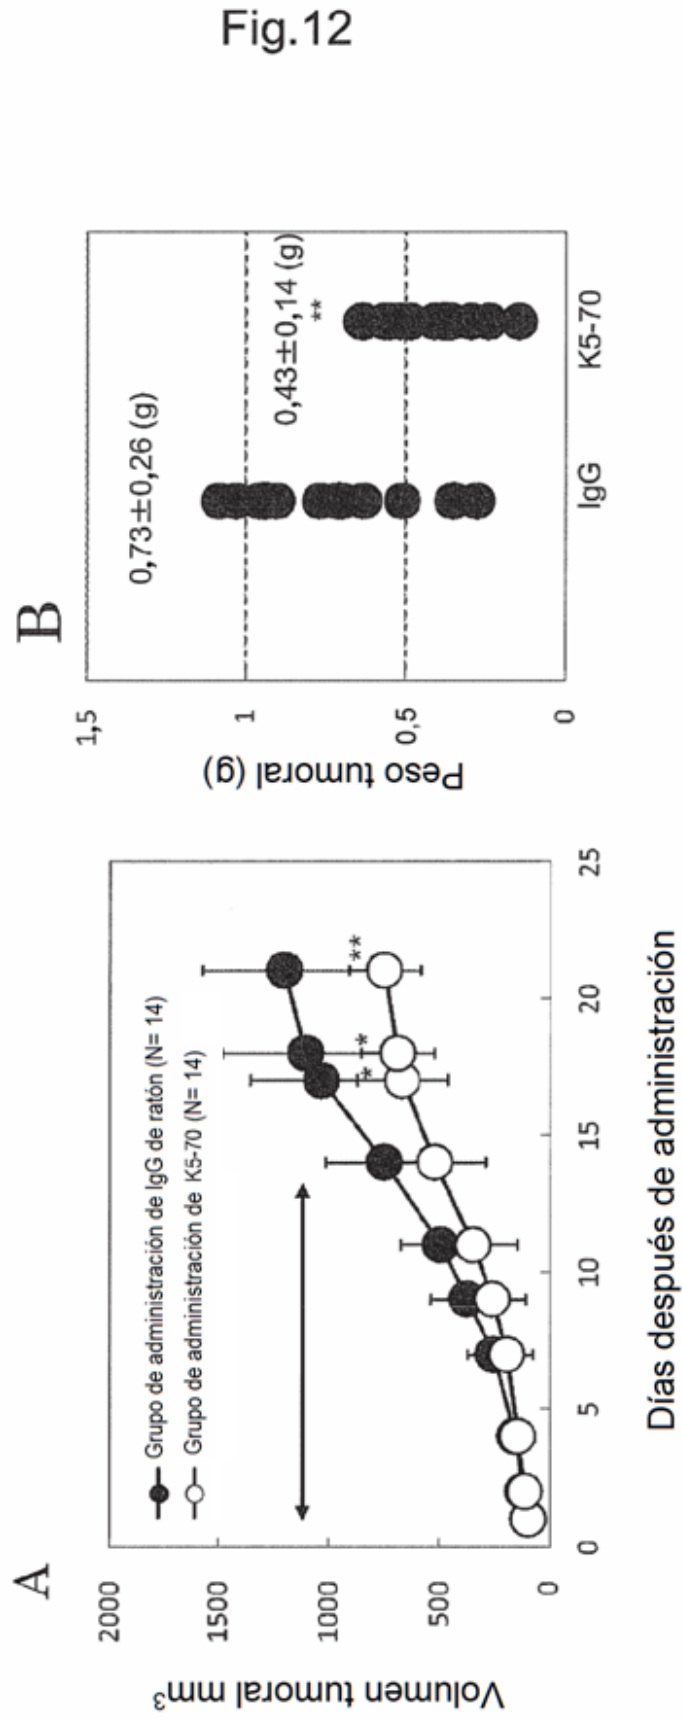 Fig.12
A
Volumen tumoral mm³
2000
1500
1000
500
0
Grupo de administración de IgG de ratón (N= 14)
Grupo de administración de K5-70 (N= 14)
*
*
**
0
5
10
15
20
25
Días después de administración
B
Peso tumoral (g)
1,5
1
0,5
0
0,73±0,26 (g)
0,43±0,14 (g)
**
IgG
K5-70